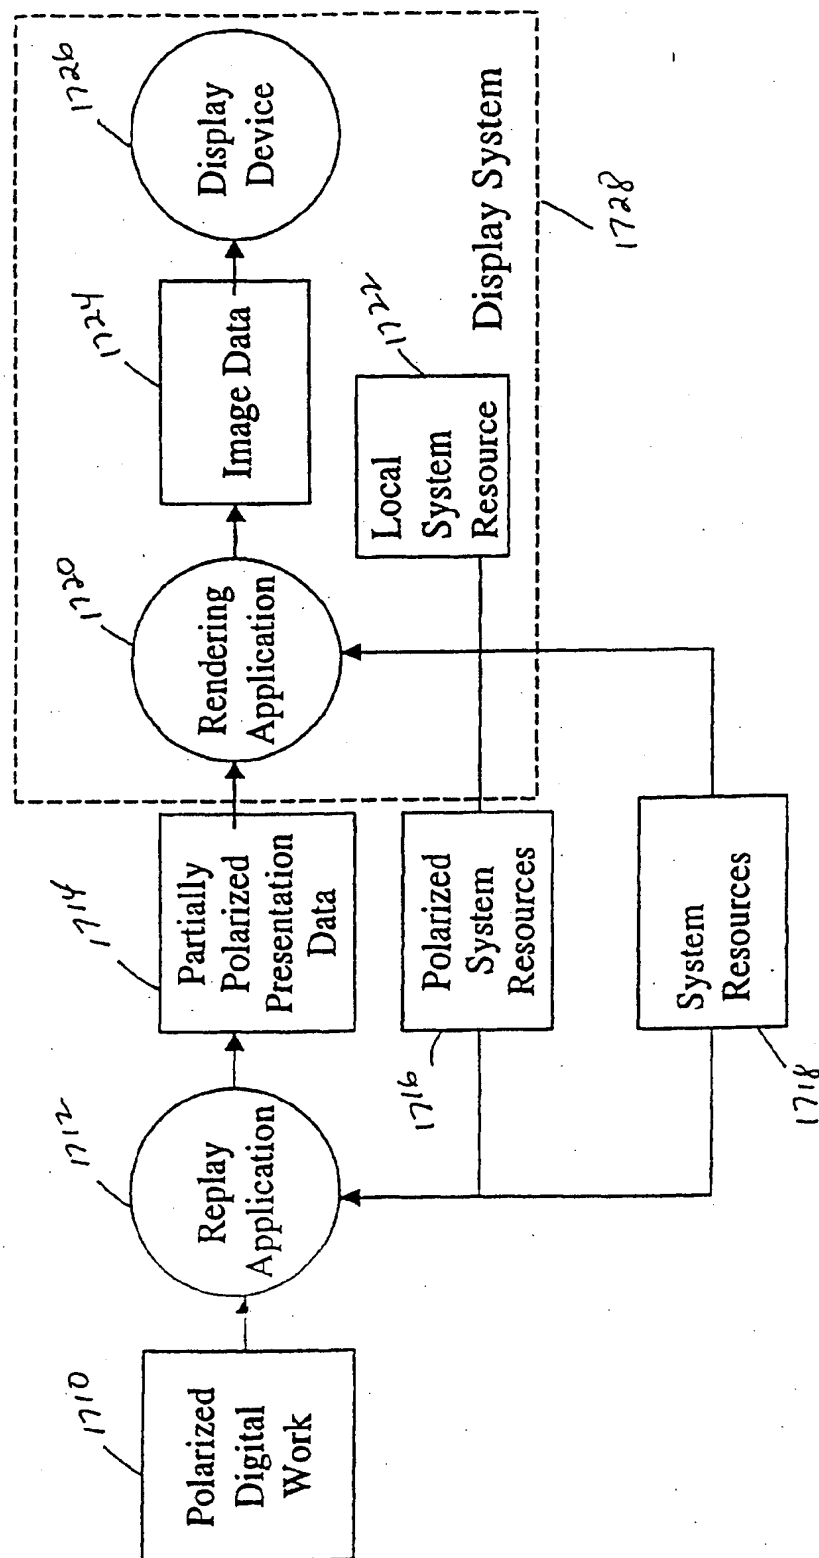 1710
Polarized
Digital
Work
1712
Replay
Application
1714
Partially
Polarized
Presentation
Data
1716
Polarized
System
Resources
1718
System
Resources
1720
Rendering
Application
1722
Local
System
Resource
1724
Image Data
1726
Display
Device
Display System
1728